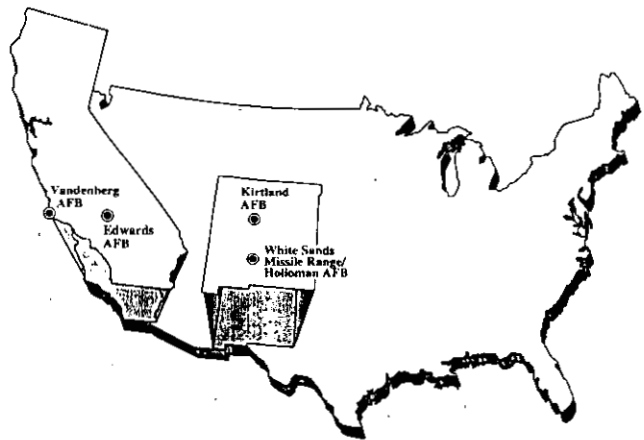 Vandenberg
AFB
Edwards
AFB
Kirtland
AFB
White Sands
Missile Range/
Holloman AFB